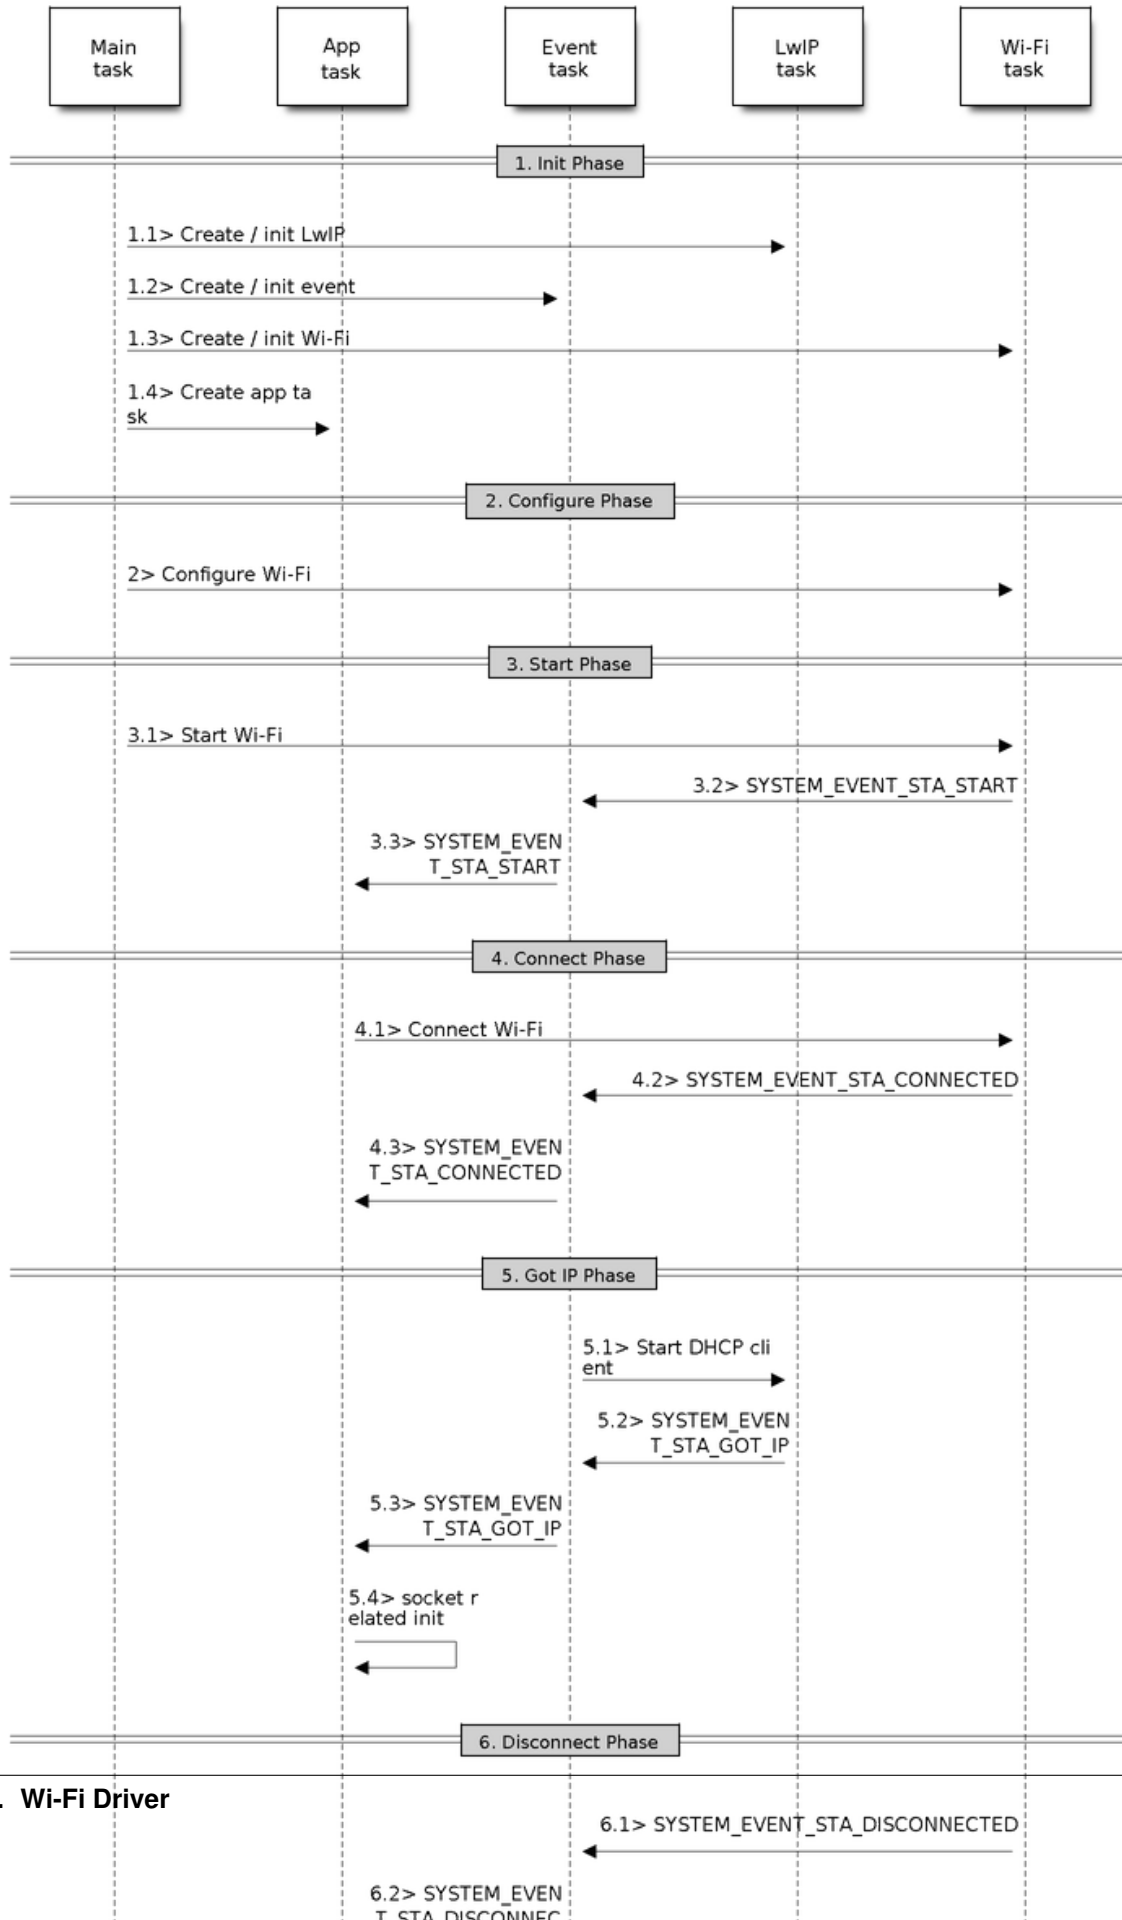 Main
task
App
task
Event
task
LwIP
task
Wi-Fi
task
1. Init Phase
1.1> Create / init LwIP
1.2> Create / init event
1.3> Create / init Wi-Fi
1.4> Create app ta
sk
2. Configure Phase
2> Configure Wi-Fi
3. Start Phase
3.1> Start Wi-Fi
3.2> SYSTEM_EVENT_STA_START
3.3> SYSTEM_EVEN
T_STA_START
4. Connect Phase
4.1> Connect Wi-Fi
4.2> SYSTEM_EVENT_STA_CONNECTED
4.3> SYSTEM_EVEN
T_STA_CONNECTED
5. Got IP Phase
5.1> Start DHCP cli
ent
5.2> SYSTEM_EVEN
T_STA_GOT_IP
5.3> SYSTEM_EVEN
T_STA_GOT_IP
5.4> socket r
elated init
6. Disconnect Phase
. Wi-Fi Driver
6.1> SYSTEM_EVENT_STA_DISCONNECTED
6.2> SYSTEM_EVEN
T_STA_DISCONNEC